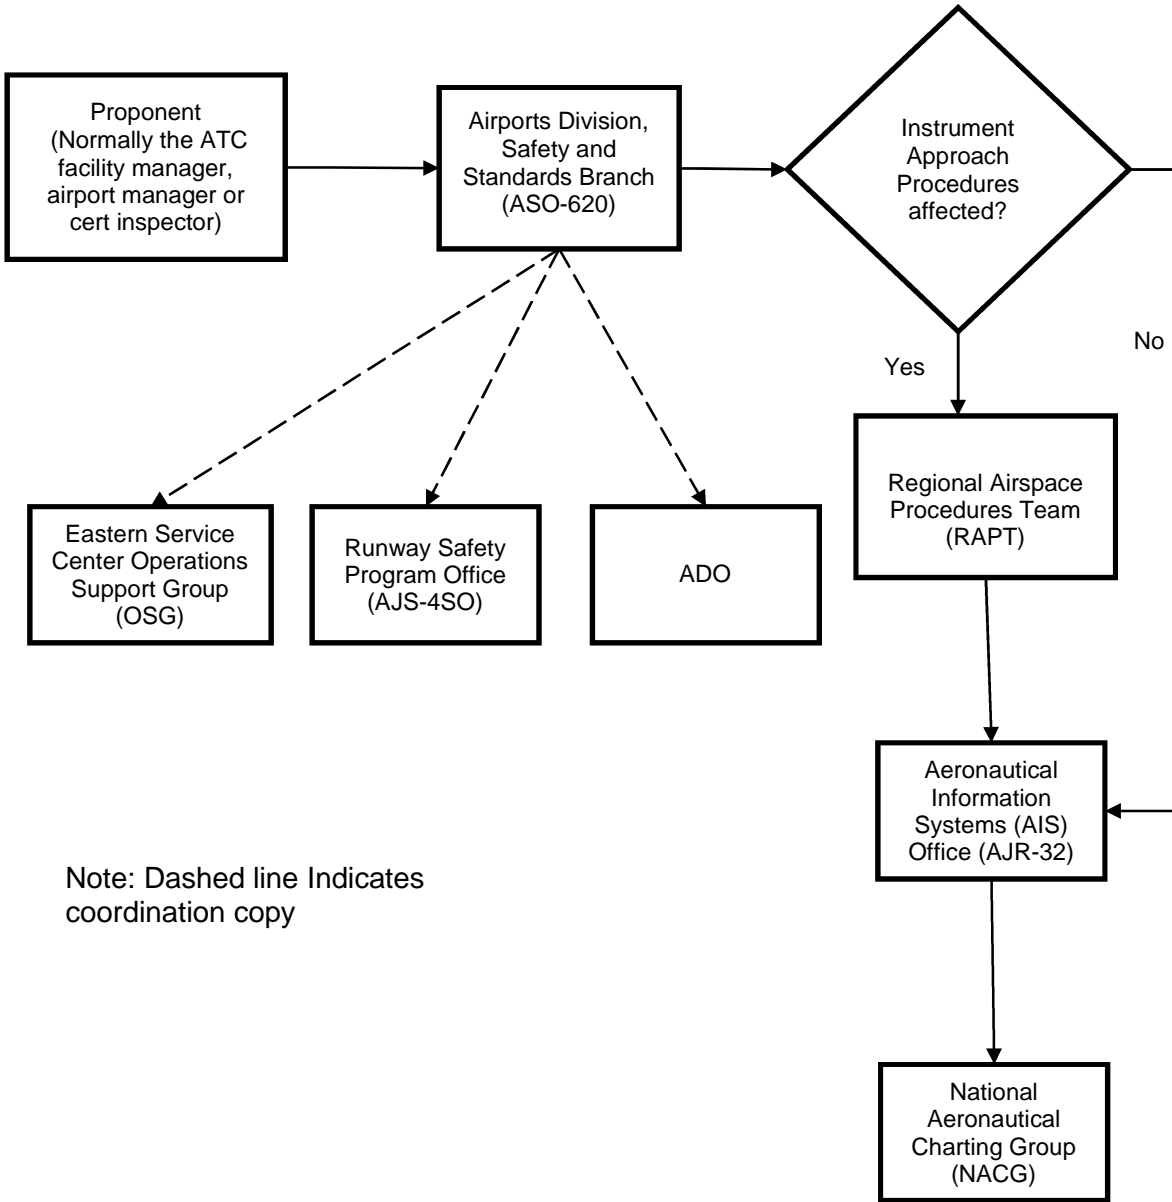 Proponent
(Normally the ATC
facility manager,
airport manager or
cert inspector)
Airports Division,
Safety and
Standards Branch
(ASO-620)
Instrument
Approach
Procedures
affected?
No
Yes
Regional Airspace
Procedures Team
(RAPT)
Eastern Service
Center Operations
Support Group
(OSG)
Runway Safety
Program Office
(AJS-4SO)
ADO
Aeronautical
Information
Systems (AIS)
Office (AJR-32)
Note: Dashed line Indicates
coordination copy
National
Aeronautical
Charting Group
(NACG)